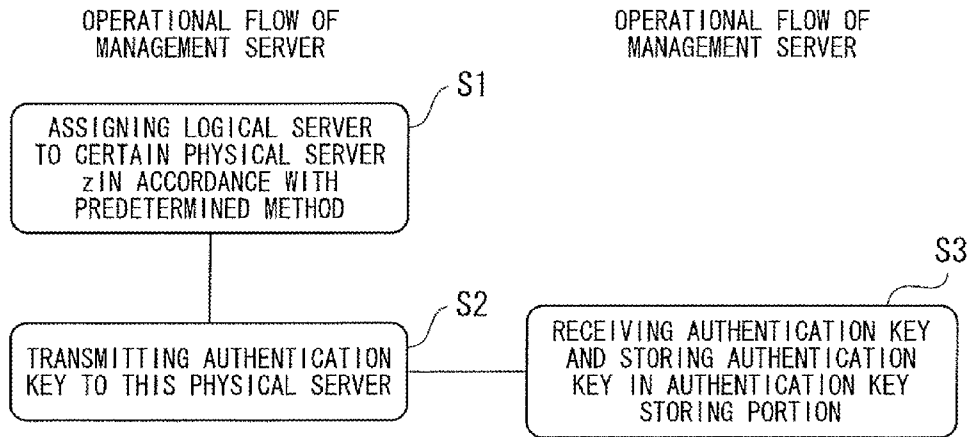 OPERATIONAL FLOW OF
MANAGEMENT SERVER
OPERATIONAL FLOW OF
MANAGEMENT SERVER
S1
ASSIGNING LOGICAL SERVER
TO CERTAIN PHYSICAL SERVER
zIN ACCORDANCE WITH
PREDETERMINED METHOD
S2
TRANSMITTING AUTHENTICATION
KEY TO THIS PHYSICAL SERVER
S3
RECEIVING AUTHENTICATION KEY
AND STORING AUTHENTICATION
KEY IN AUTHENTICATION KEY
STORING PORTION